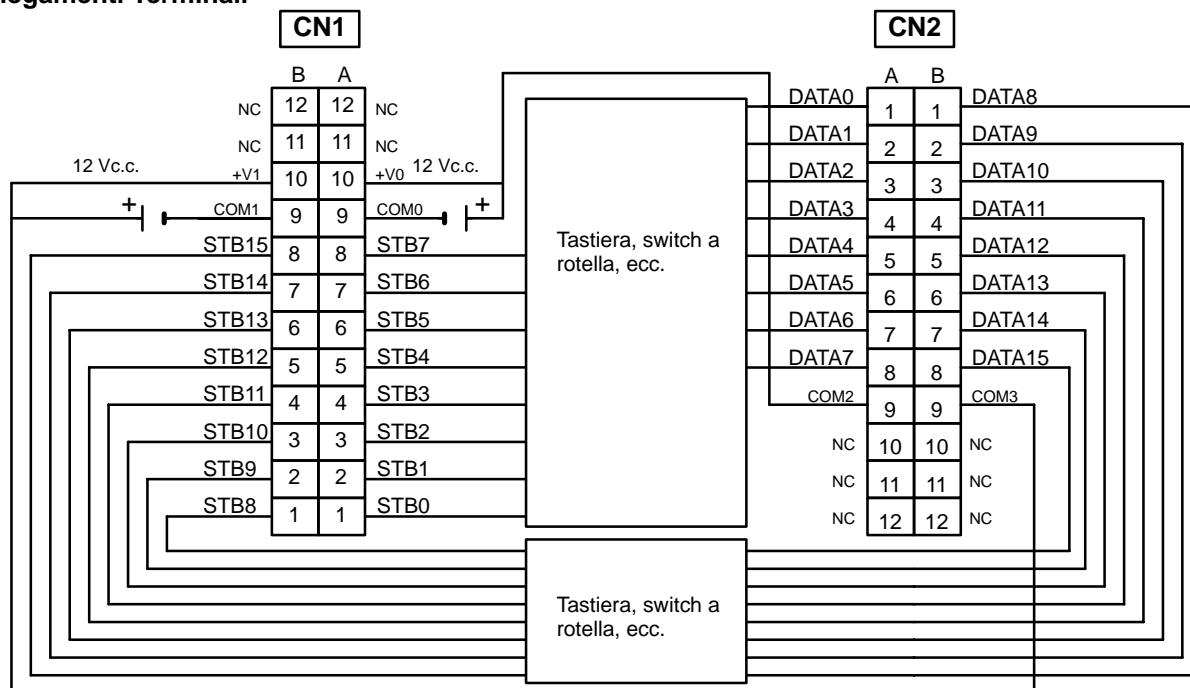 CN1
CN2
B A
A B
NC 12 12 NC
NC 11 11 NC
12 Vc.c. +V1 10 10 +V0 12 Vc.c.
+ COM1 9 9 COM0 +
STB15 8 8 STB7
STB14 7 7 STB6
STB13 6 6 STB5
STB12 5 5 STB4
STB11 4 4 STB3
STB10 3 3 STB2
STB9 2 2 STB1
STB8 1 1 STB0
Tastiera, switch a
rotella, ecc.
DATA0 1 1 DATA8
DATA1 2 2 DATA9
DATA2 3 3 DATA10
DATA3 4 4 DATA11
DATA4 5 5 DATA12
DATA5 6 6 DATA13
DATA6 7 7 DATA14
DATA7 8 8 DATA15
COM2 9 9 COM3
NC 10 10 NC
NC 11 11 NC
NC 12 12 NC
Tastiera, switch a
rotella, ecc.